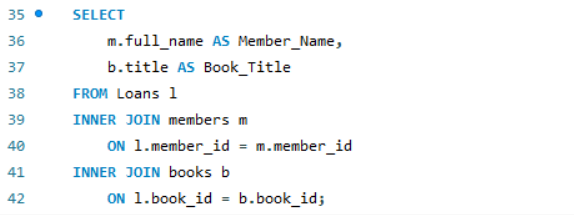 35 SELECT
36 m.full_name AS Member_Name,
37 b.title AS Book_Title
38 FROM Loans l
39 INNER JOIN members m
40 ON l.member_id = m.member_id
41 INNER JOIN books b
42 ON l.book_id = b.book_id;